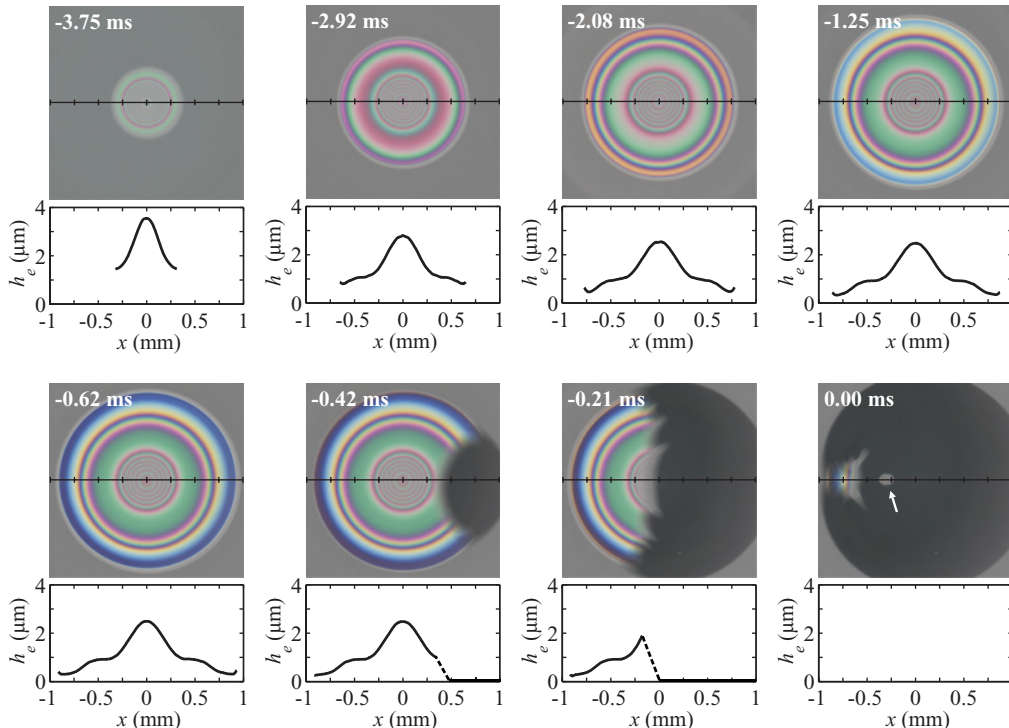 -3.75 ms
-2.92 ms
-2.08 ms
-1.25 ms
4
2
0
h_e (µm)
-1 -0.5 0 0.5 1
x (mm)
4
2
0
h_e (µm)
-1 -0.5 0 0.5 1
x (mm)
4
2
0
h_e (µm)
-1 -0.5 0 0.5 1
x (mm)
4
2
0
h_e (µm)
-1 -0.5 0 0.5 1
x (mm)
-0.62 ms
-0.42 ms
-0.21 ms
0.00 ms
4
2
0
h_e (µm)
-1 -0.5 0 0.5 1
x (mm)
4
2
0
h_e (µm)
-1 -0.5 0 0.5 1
x (mm)
4
2
0
h_e (µm)
-1 -0.5 0 0.5 1
x (mm)
4
2
0
h_e (µm)
-1 -0.5 0 0.5 1
x (mm)